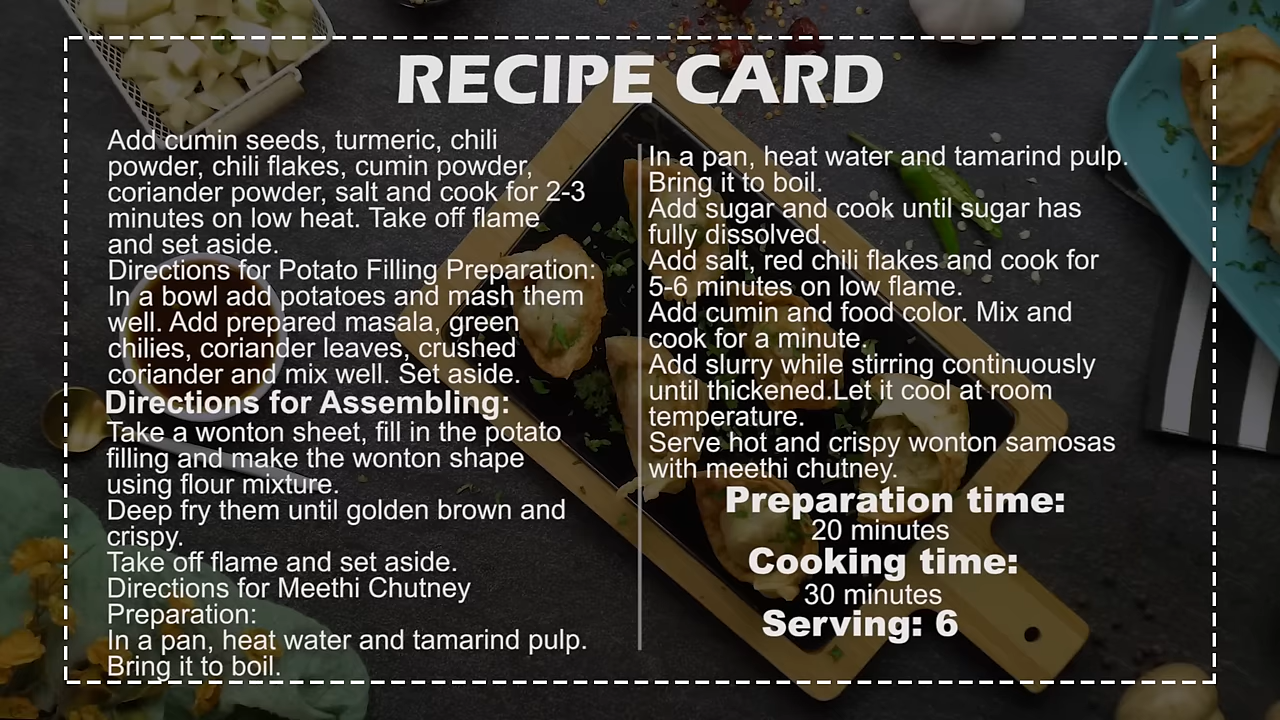 RECIPE CARD
Add cumin seeds, turmeric, chili
powder, chili flakes, cumin powder,
coriander powder, salt and cook for 2-3
minutes on low heat. Take off flame
and set aside.
Directions for Potato Filling Preparation:
In a bowl add potatoes and mash them
well. Add prepared masala, green
chilies, coriander leaves, crushed
coriander and mix well. Set aside.
Directions for Assembling:
Take a wonton sheet, fill in the potato
filling and make the wonton shape
using flour mixture.
Deep fry them until golden brown and
crispy.
Take off flame and set aside.
Directions for Meethi Chutney
Preparation:
In a pan, heat water and tamarind pulp.
Bring it to boil.
In a pan, heat water and tamarind pulp.
Bring it to boil.
Add sugar and cook until sugar has
fully dissolved.
Add salt, red chili flakes and cook for
5-6 minutes on low flame.
Add cumin and food color. Mix and
cook for a minute.
Add slurry while stirring continuously
until thickened.Let it cool at room
temperature.
Serve hot and crispy wonton samosas
with meethi chutney.
Preparation time:
20 minutes
Cooking time:
30 minutes
Serving: 6